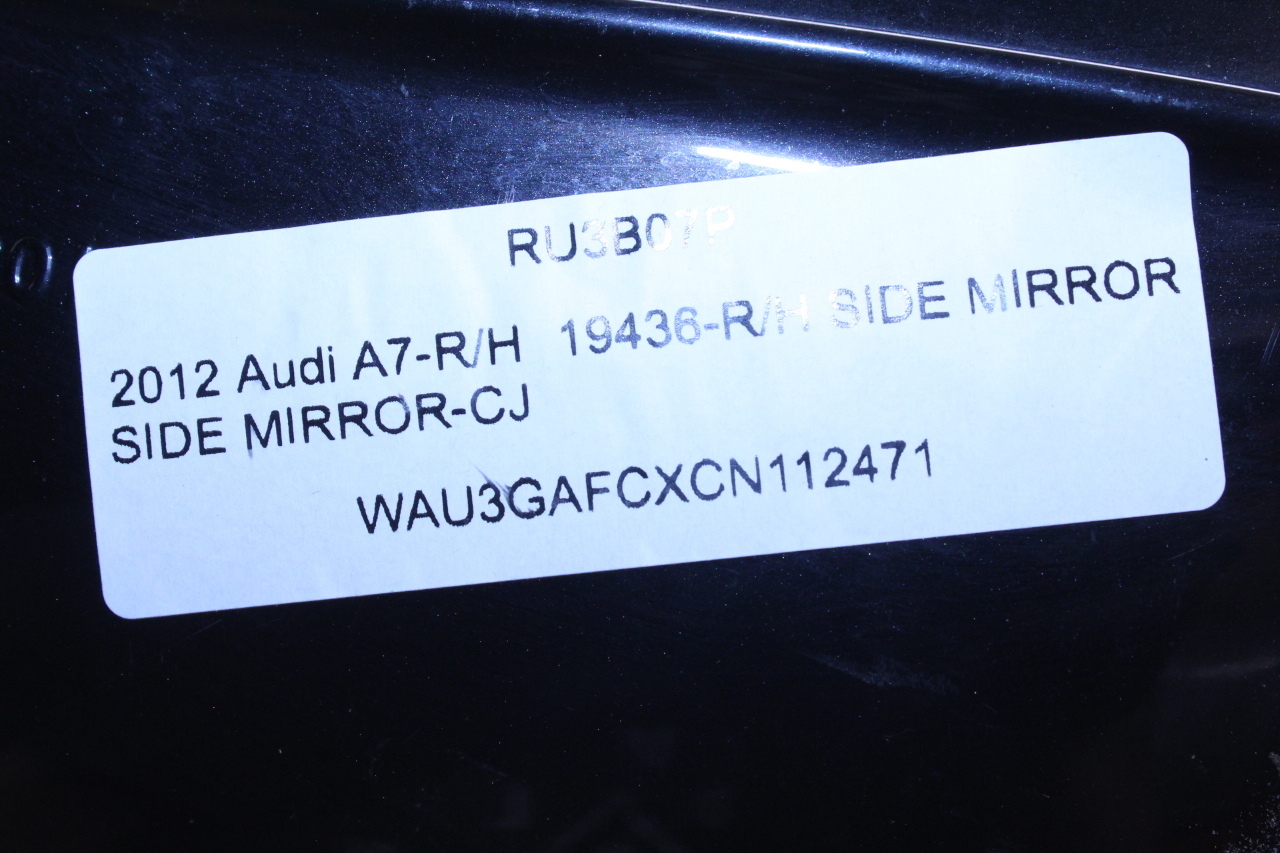 RU3B07P
2012 Audi A7-R/H 19436-R/H SIDE MIRROR
SIDE MIRROR-CJ
WAU3GAFCXCN112471